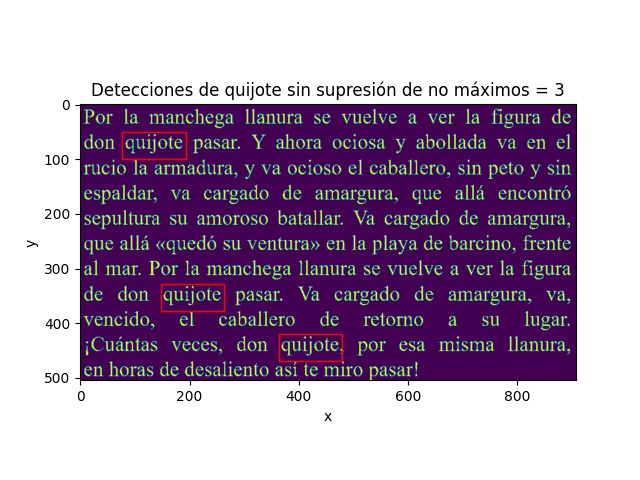 Detecciones de quijote sin supresión de no máximos = 3
Por la manchega llanura se vuelve a ver la figura de
don quijote pasar. Y ahora ociosa y abollada va en el
rucio la armadura, y va ocioso el caballero, sin peto y sin
espaldar, va cargado de amargura, que allá encontró
sepultura su amoroso batallar. Va cargado de amargura,
que allá «quedó su ventura» en la playa de barcino, frente
al mar. Por la manchega llanura se vuelve a ver la figura
de don quijote pasar. Va cargado de amargura, va,
vencido, el caballero de retorno a su lugar.
¡Cuántas veces, don quijote, por esa misma llanura,
en horas de desaliento así te miro pasar!
0
100
200
300
400
500
y
0 200 400 600 800
x